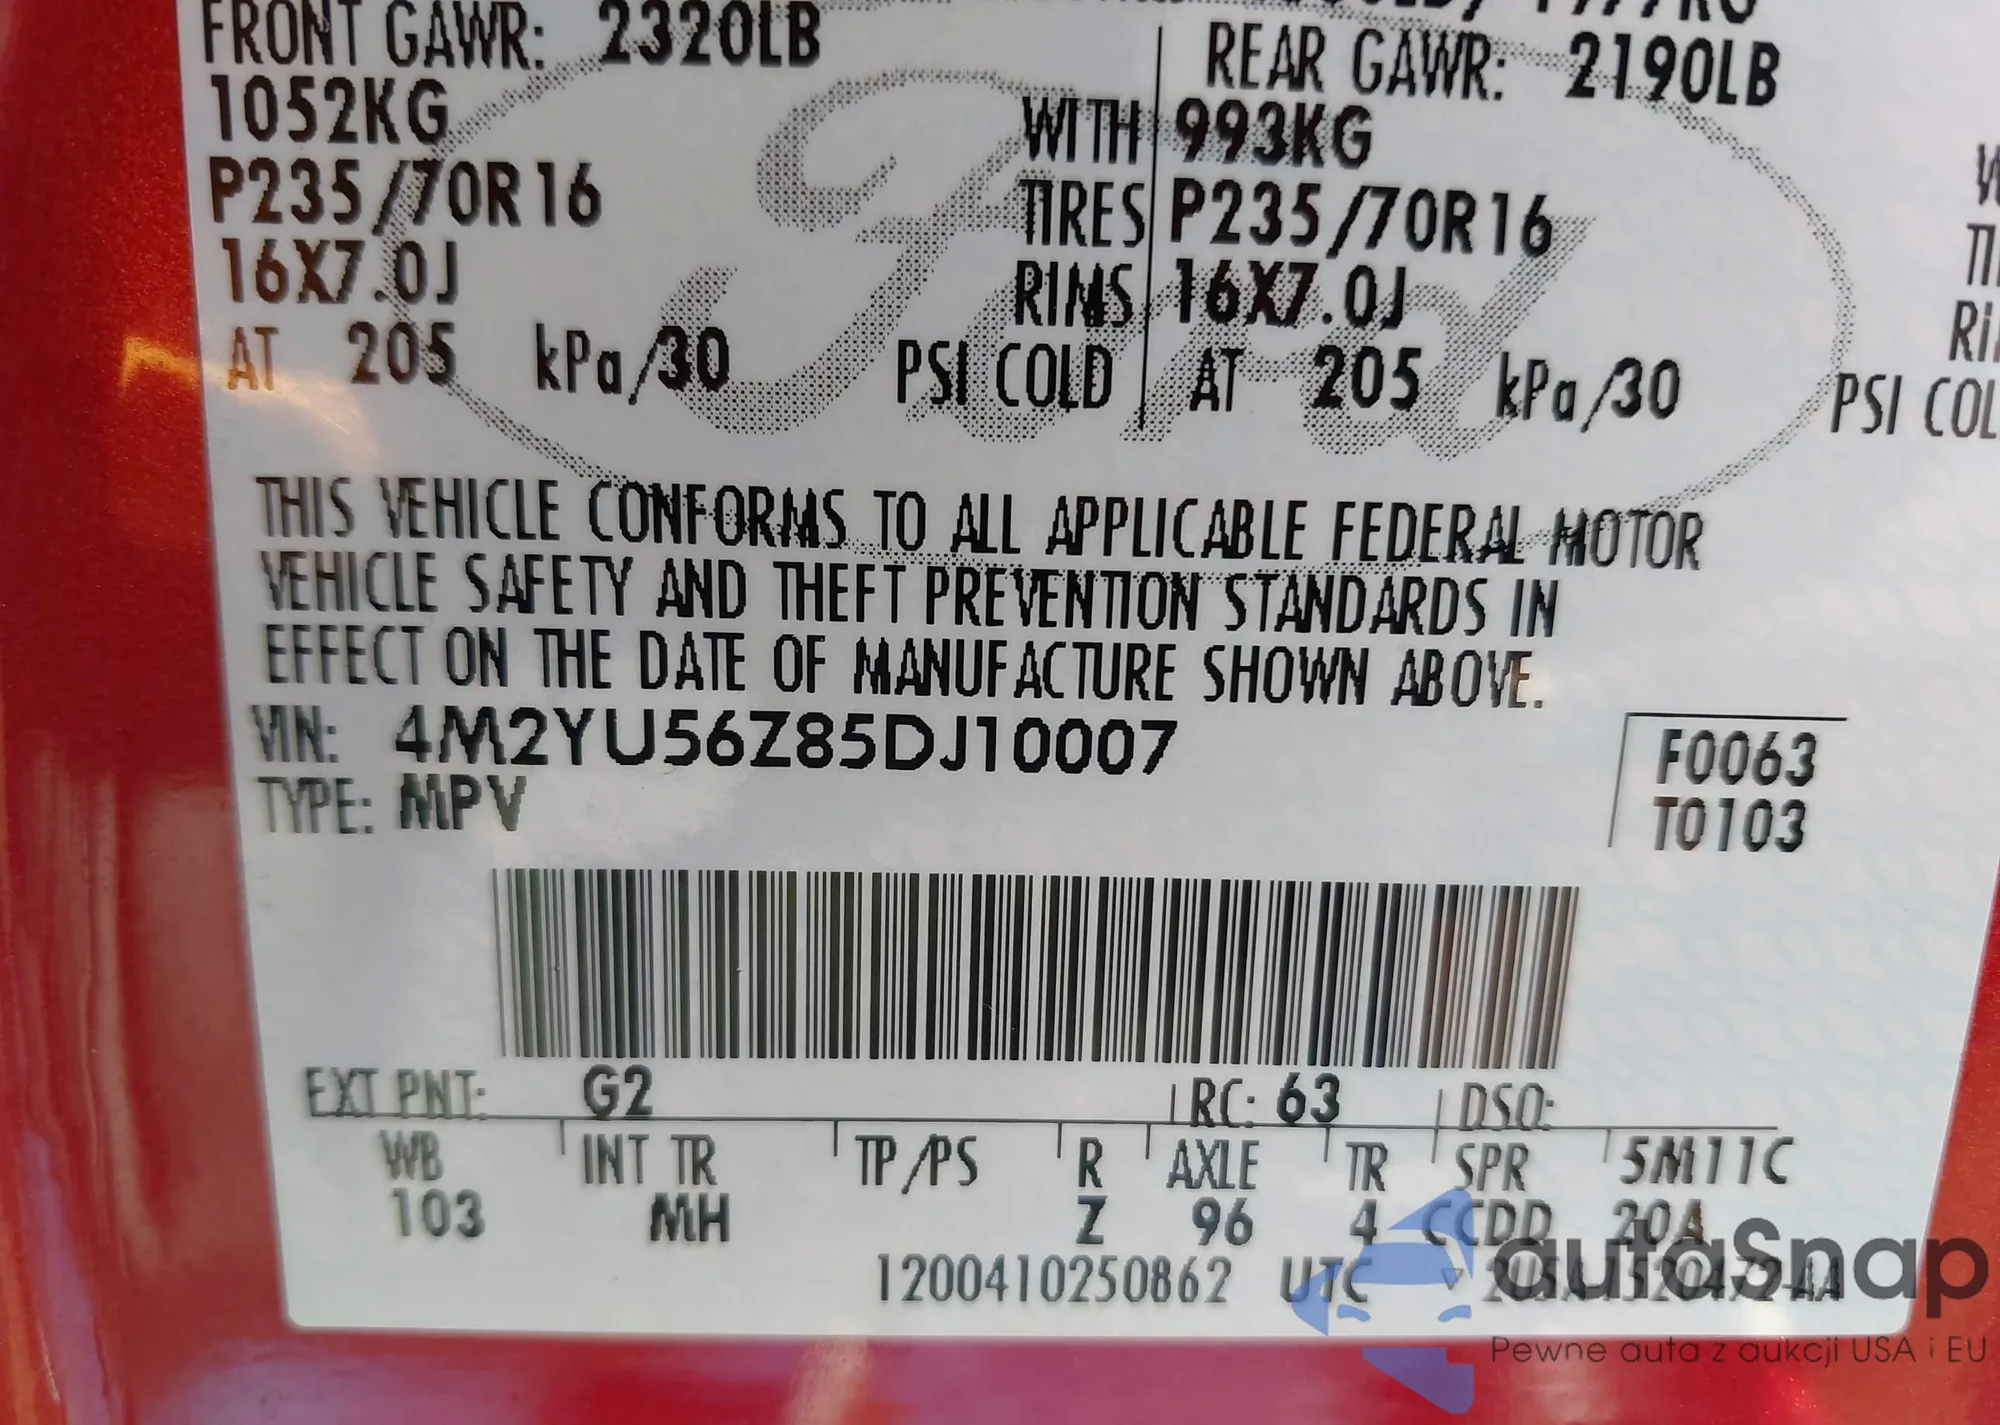 FRONT GAWR: 2320LB
REAR GAWR: 2190LB
1052KG WITH 993KG
P235/70R16 TIRES P235/70R16
16X7.0J RIMS 16X7.0J
AT 205 kPa/30 PSI COLD AT 205 kPa/30 PSI COL
Ford
THIS VEHICLE CONFORMS TO ALL APPLICABLE FEDERAL MOTOR
VEHICLE SAFETY AND THEFT PREVENTION STANDARDS IN
EFFECT ON THE DATE OF MANUFACTURE SHOWN ABOVE.
VIN: 4M2YU56Z85DJ10007
F0063
TYPE: MPV
T0103
EXT PNT: G2 RC: 63 DSO:
WB INT TR TP/PS R AXLE TR SPR 5M11C
103 MH Z 96 4 CCDD 20A
1200410250862 UTC
autoSnap
Pewne auta z aukcji USA i EU